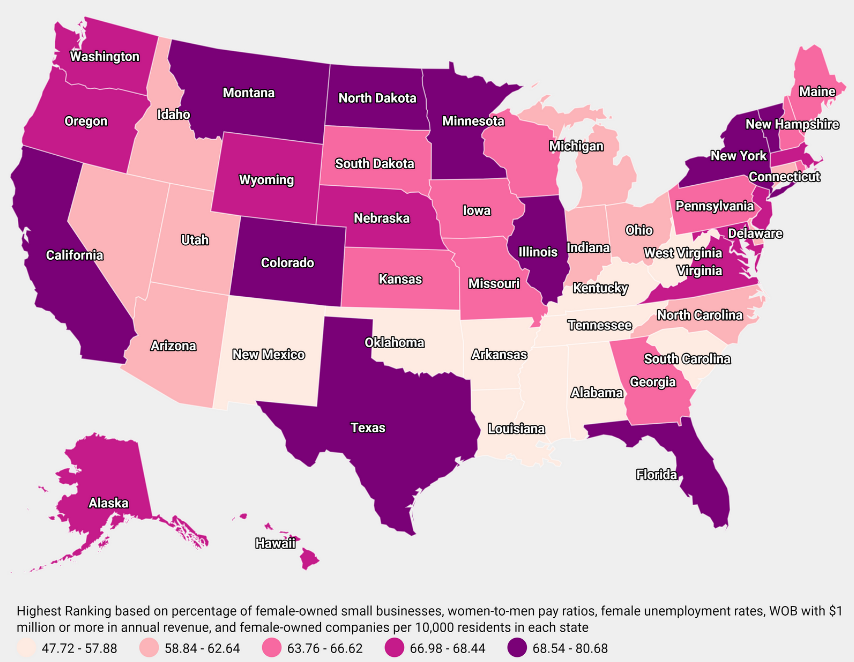 Washington
Maine
Montana
North Dakota
Idaho
Oregon
Minnesota
New Hampshire
Michigan
New York
South Dakota
Connecticut
Wyoming
Pennsylvania
Iowa
Nebraska
Ohio
Delaware
Utah
Indiana
Illinois
West Virginia
California
Colorado
Virginia
Kansas
Missouri
Kentucky
North Carolina
Tennessee
Arizona
Oklahoma
New Mexico
Arkansas
South Carolina
Georgia
Alabama
Texas
Louisiana
Florida
Alaska
Hawaii
Highest Ranking based on percentage of female-owned small businesses, women-to-men pay ratios, female unemployment rates, WOB with $1
million or more in annual revenue, and female-owned companies per 10,000 residents in each state
47.72 - 57.88 58.84 - 62.64 63.76 - 66.62 66.98 - 68.44 68.54 - 80.68